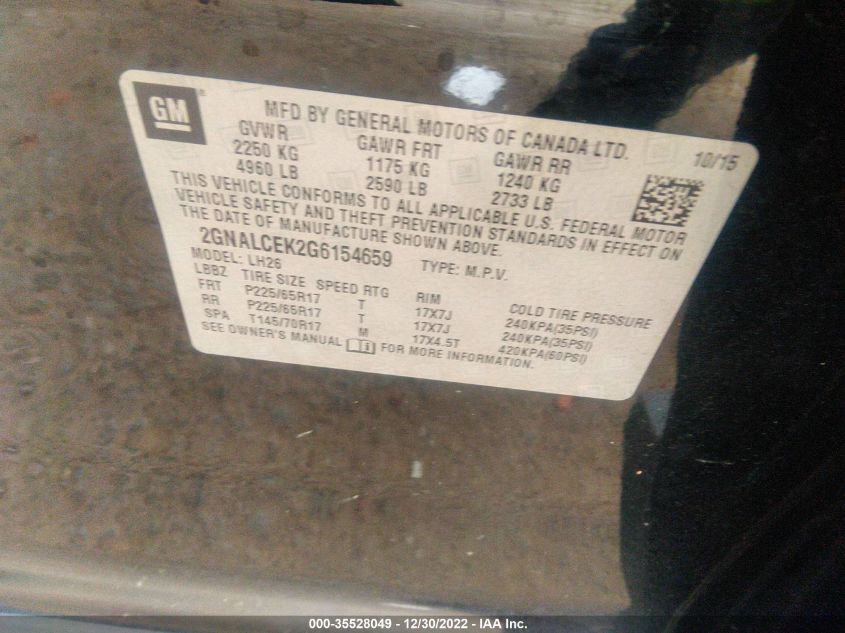 GM®
MFD BY GENERAL MOTORS OF CANADA LTD.
10/15
GVWR GAWR FRT GAWR RR
2250 KG 1175 KG 1240 KG
4960 LB 2590 LB 2733 LB
THIS VEHICLE CONFORMS TO ALL APPLICABLE U.S. FEDERAL MOTOR
VEHICLE SAFETY AND THEFT PREVENTION STANDARDS IN EFFECT ON
THE DATE OF MANUFACTURE SHOWN ABOVE.
2GNALCEK2G6154659 TYPE: M.P.V.
MODEL: LH26
LBBZ TIRE SIZE SPEED RTG RIM COLD TIRE PRESSURE
FRT P225/65R17 T 17X7J 240KPA(35PSI)
RR P225/65R17 T 17X7J 240KPA(35PSI)
SPA T145/70R17 M 17X4.5T 420KPA(60PSI)
SEE OWNER'S MANUAL FOR MORE INFORMATION.
000-35528049 - 12/30/2022 - IAA Inc.